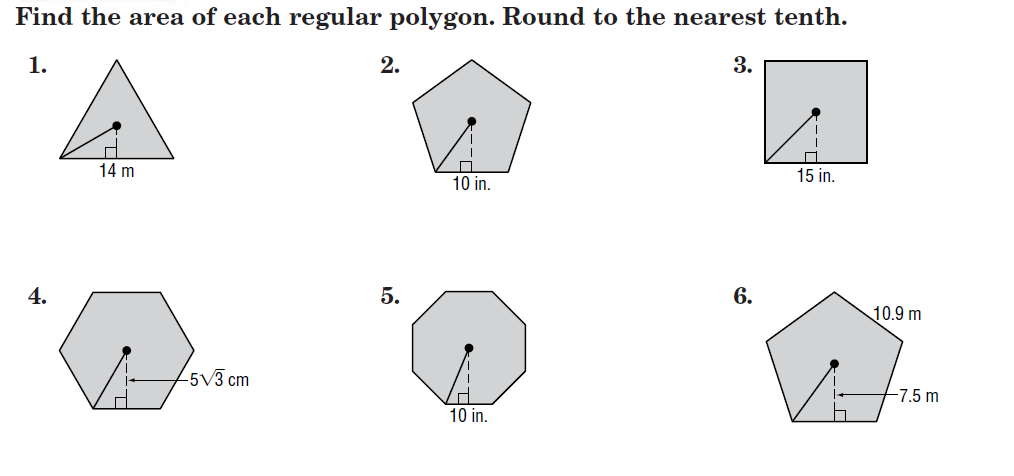 Find the area of each regular polygon. Round to the nearest tenth.
1.
14 m
2.
10 in.
3.
15 in.
4.
5√3 cm
5.
10 in.
6.
10.9 m
7.5 m